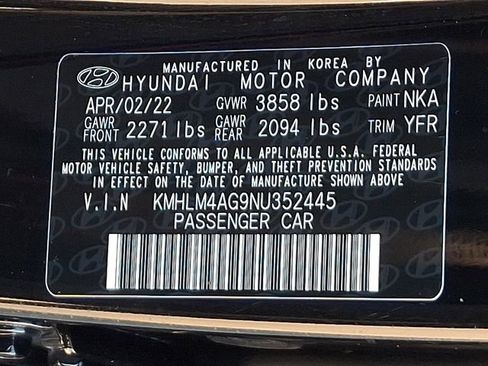 MANUFACTURED IN KOREA BY
HYUNDAI MOTOR COMPANY
APR/02/22 GVWR 3858 lbs PAINT NKA
GAWR FRONT 2271 lbs GAWR REAR 2094 lbs TRIM YFR
THIS VEHICLE CONFORMS TO ALL APPLICABLE U.S.A. FEDERAL
MOTOR VEHICLE SAFETY, BUMPER, AND THEFT PREVENTION
STANDARDS IN EFFECT ON THE DATE OF MANUFACTURE SHOWN ABOVE
V.I.N KMHLM4AG9NU352445
PASSENGER CAR